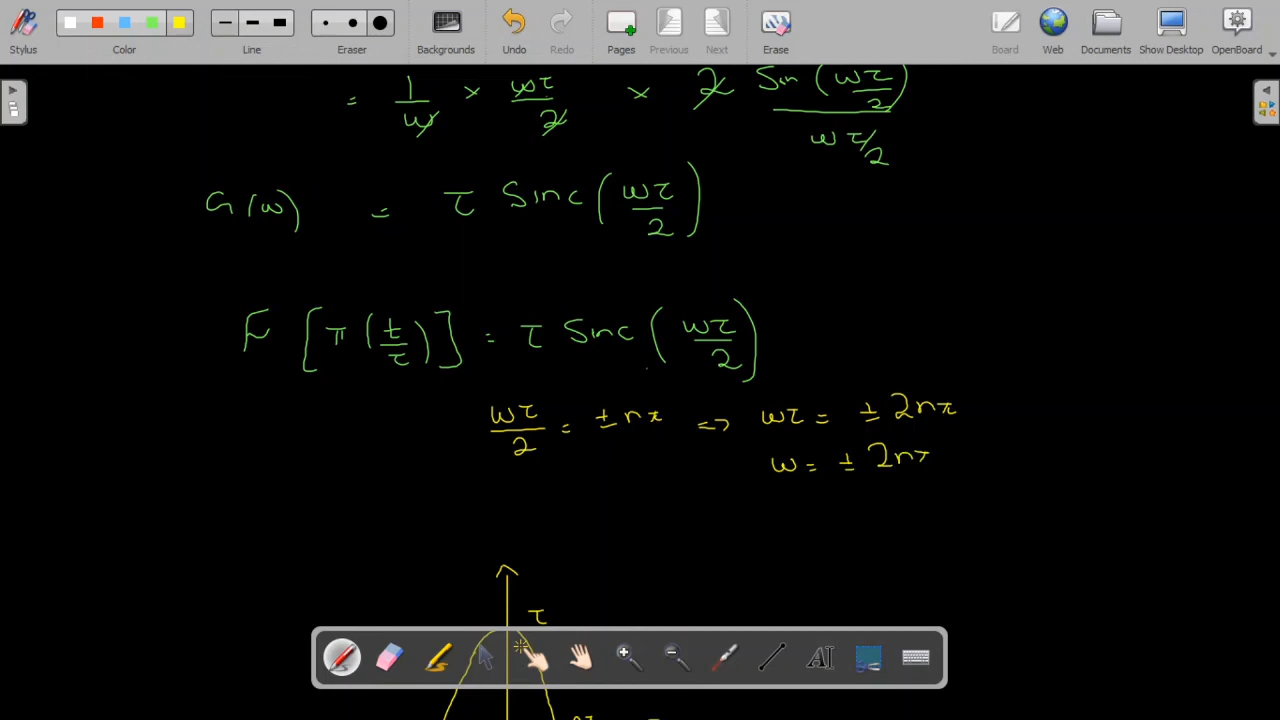 Stylus Color Line Eraser Backgrounds Undo Redo Pages Previous Next Erase Board Web Documents Show Desktop OpenBoard
= 1/ω × ωτ/2 × 2 Sin (ωτ/2) / ωτ/2
G(ω) = τ Sinc (ωτ/2)
F [π (t/τ)] = τ Sinc (ωτ/2)
ωτ/2 = ± nπ => ωτ = ± 2nπ
ω = ± 2nπ
τ